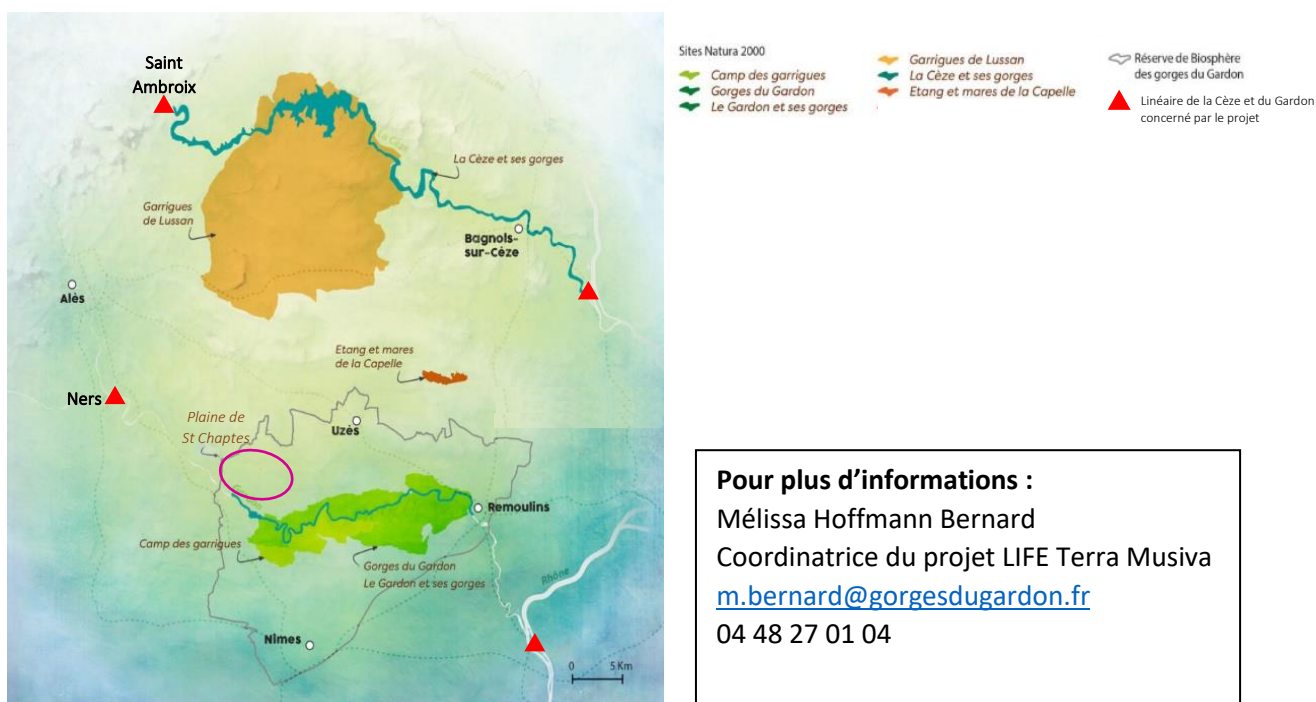 Saint
Ambroix
La Cèze et ses gorges
Garrigues
de Lussan
Bagnols-
sur-Cèze
Alès
Etang et mares
de la Capelle
Ners
Plaine de
St Chaptes
Uzès
Remoulins
Camp des garrigues
Gorges du Gardon
Le Gardon et ses gorges
Rhône
Nîmes
0 5 Km
Sites Natura 2000
Camp des garrigues
Gorges du Gardon
Le Gardon et ses gorges
Garrigues de Lussan
La Cèze et ses gorges
Etang et mares de la Capelle
Réserve de Biosphère
des gorges du Gardon
Linéaire de la Cèze et du Gardon
concerné par le projet
Pour plus d'informations :
Mélissa Hoffmann Bernard
Coordinatrice du projet LIFE Terra Musiva
m.bernard@gorgesdugardon.fr
04 48 27 01 04